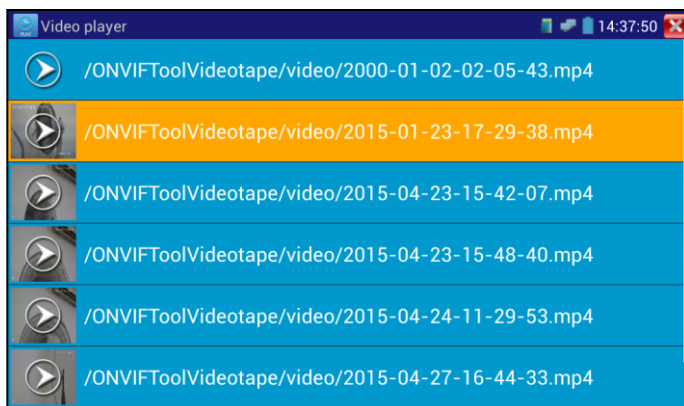 PLAY
Video player
14:37:50
/ONVIFToolVideotape/video/2000-01-02-02-05-43.mp4
/ONVIFToolVideotape/video/2015-01-23-17-29-38.mp4
/ONVIFToolVideotape/video/2015-04-23-15-42-07.mp4
/ONVIFToolVideotape/video/2015-04-23-15-48-40.mp4
/ONVIFToolVideotape/video/2015-04-24-11-29-53.mp4
/ONVIFToolVideotape/video/2015-04-27-16-44-33.mp4